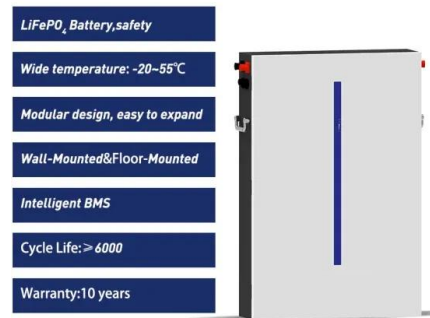 LiFePO₄ Battery,safety
Wide temperature: -20~55℃
Modular design, easy to expand
Wall-Mounted&Floor-Mounted
Intelligent BMS
Cycle Life:≥6000
Warranty:10 years